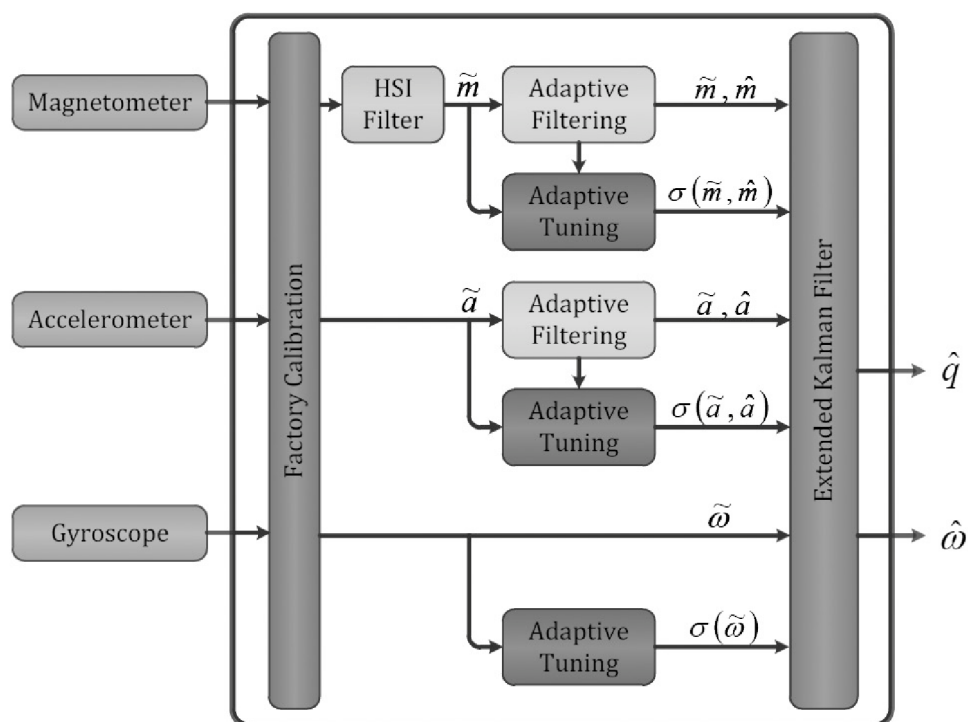 Magnetometer
Accelerometer
Gyroscope
Factory Calibration
HSI
Filter
m̃
Adaptive
Filtering
m̃ , m̂
Adaptive
Tuning
σ(m̃ , m̂)
ã
Adaptive
Filtering
ã , â
Adaptive
Tuning
σ(ã , â)
ω̃
Adaptive
Tuning
σ(ω̃)
Extended Kalman Filter
q̂
ω̂